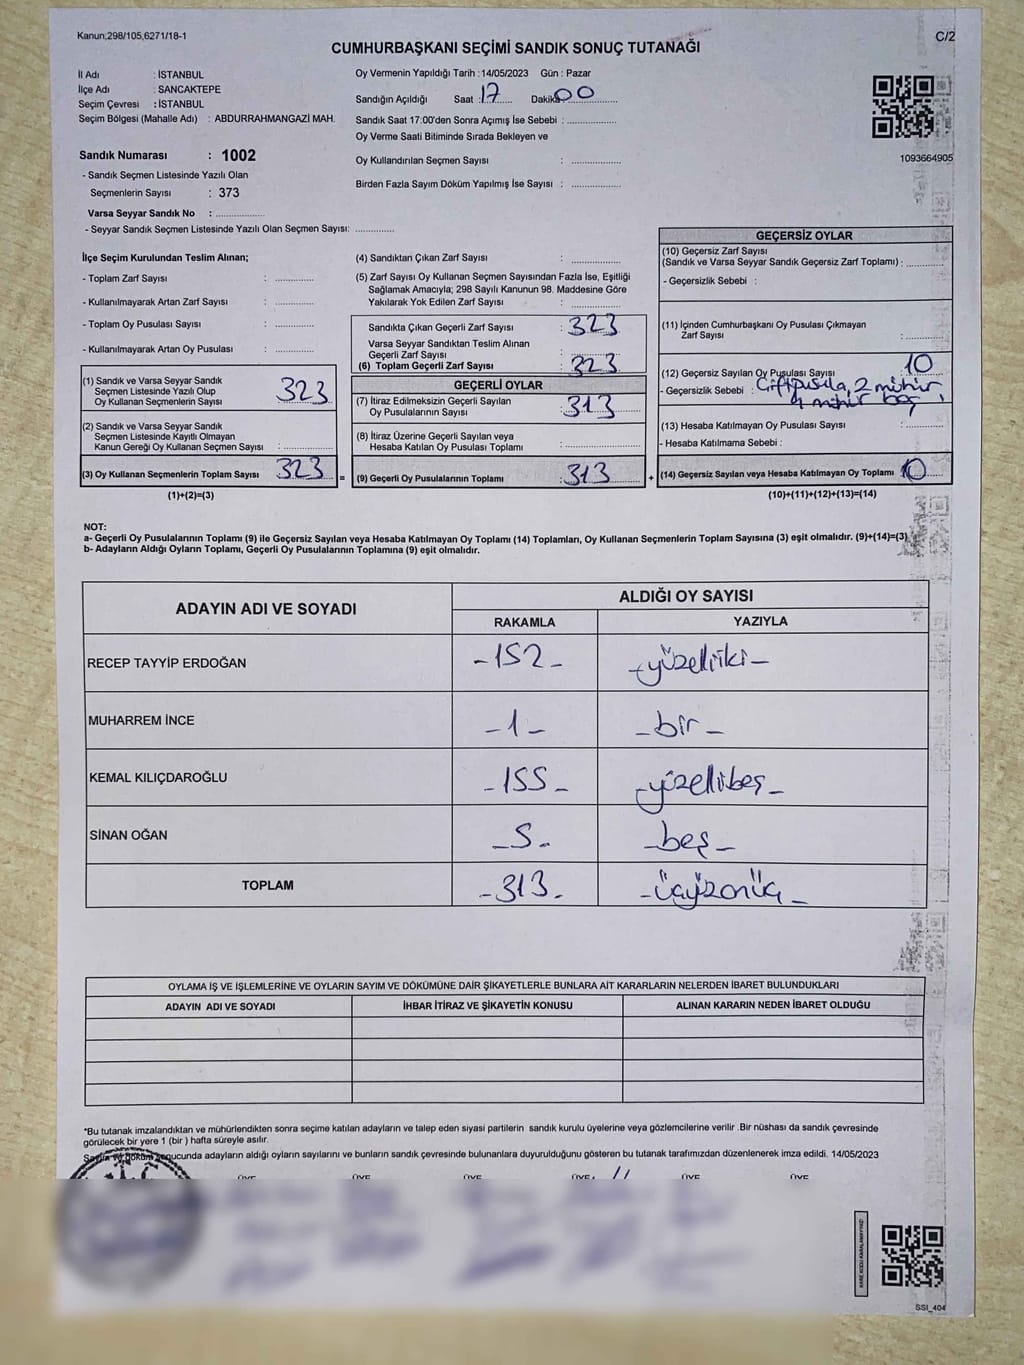 Kanun;298/105,6271/18-1
C/2
CUMHURBAŞKANI SEÇİMİ SANDIK SONUÇ TUTANAĞI
İl Adı : İSTANBUL
İlçe Adı : SANCAKTEPE
Seçim Çevresi : İSTANBUL
Seçim Bölgesi (Mahalle Adı) : ABDURRAHMANGAZİ MAH.
Sandık Numarası : 1002
- Sandık Seçmen Listesinde Yazılı Olan
Seçmenlerin Sayısı : 373
Varsa Seyyar Sandık No : ..................
- Seyyar Sandık Seçmen Listesinde Yazılı Olan Seçmen Sayısı: ..............
Oy Vermenin Yapıldığı Tarih : 14/05/2023 Gün : Pazar
Sandığın Açıldığı Saat : 17 Dakika 00
Sandık Saat 17:00'den Sonra Açımış İse Sebebi : ..................
Oy Verme Saati Bitiminde Sırada Bekleyen ve
Oy Kullandırılan Seçmen Sayısı : ..................
Birden Fazla Sayım Döküm Yapılmış İse Sayısı : ..................
1093664905
İlçe Seçim Kurulundan Teslim Alınan;
- Toplam Zarf Sayısı : ..............
- Kullanılmayarak Artan Zarf Sayısı : ..............
- Toplam Oy Pusulası Sayısı : ..............
- Kullanılmayarak Artan Oy Pusulası : ..............
(1) Sandık ve Varsa Seyyar Sandık
Seçmen Listesinde Yazılı Olup
Oy Kullanan Seçmenlerin Sayısı : 323
(2) Sandık ve Varsa Seyyar Sandık
Seçmen Listesinde Kayıtlı Olmayan
Kanun Gereği Oy Kullanan Seçmen Sayısı : ..............
(3) Oy Kullanan Seçmenlerin Toplam Sayısı : 323 =
(1)+(2)=(3)
(4) Sandıktan Çıkan Zarf Sayısı : ..............
(5) Zarf Sayısı Oy Kullanan Seçmen Sayısından Fazla İse, Eşitliği
Sağlamak Amacıyla; 298 Sayılı Kanunun 98. Maddesine Göre
Yakılarak Yok Edilen Zarf Sayısı : ..............
Sandıkta Çıkan Geçerli Zarf Sayısı : 323
Varsa Seyyar Sandıktan Teslim Alınan
Geçerli Zarf Sayısı : ..............
(6) Toplam Geçerli Zarf Sayısı : 323
GEÇERLİ OYLAR
(7) İtiraz Edilmeksizin Geçerli Sayılan
Oy Pusulalarının Sayısı : 313
(8) İtiraz Üzerine Geçerli Sayılan veya
Hesaba Katılan Oy Pusulası Toplamı : ..............
(9) Geçerli Oy Pusulalarının Toplamı : 313 +
GEÇERSİZ OYLAR
(10) Geçersiz Zarf Sayısı
(Sandık ve Varsa Seyyar Sandık Geçersiz Zarf Toplamı) : ............
- Geçersizlik Sebebi :
(11) İçinden Cumhurbaşkanı Oy Pusulası Çıkmayan
Zarf Sayısı : ............
(12) Geçersiz Sayılan Oy Pusulası Sayısı 10
- Geçersizlik Sebebi : Çift pusula, 2 mühür
4 mühür boş
(13) Hesaba Katılmayan Oy Pusulası Sayısı : ............
- Hesaba Katılmama Sebebi :
(14) Geçersiz Sayılan veya Hesaba Katılmayan Oy Toplamı : 10
(10)+(11)+(12)+(13)=(14)
NOT:
a- Geçerli Oy Pusulalarının Toplamı (9) ile Geçersiz Sayılan veya Hesaba Katılmayan Oy Toplamı (14) Toplamları, Oy Kullanan Seçmenlerin Toplam Sayısına (3) eşit olmalıdır. (9)+(14)=(3)
b- Adayların Aldığı Oyların Toplamı, Geçerli Oy Pusulalarının Toplamına (9) eşit olmalıdır.
ADAYIN ADI VE SOYADI ALDIĞI OY SAYISI
RAKAMLA YAZIYLA
RECEP TAYYİP ERDOĞAN -152- -yüzelliiki-
MUHARREM İNCE -1- -bir-
KEMAL KILIÇDAROĞLU -155- -yüzellibeş-
SİNAN OĞAN -5- -beş-
TOPLAM -313- -üçyüzonüç-
OYLAMA İŞ VE İŞLEMLERİNE VE OYLARIN SAYIM VE DÖKÜMÜNE DAİR ŞİKAYETLERLE BUNLARA AİT KARARLARIN NELERDEN İBARET BULUNDUKLARI
ADAYIN ADI VE SOYADI İHBAR İTİRAZ VE ŞİKAYETİN KONUSU ALINAN KARARIN NEDEN İBARET OLDUĞU
*Bu tutanak imzalandıktan ve mühürlendikten sonra seçime katılan adayların ve talep eden siyasi partilerin sandık kurulu üyelerine veya gözlemcilerine verilir .Bir nüshası da sandık çevresinde
görülecek bir yere 1 (bir ) hafta süreyle asılır.
Sayım ve döküm sonucunda adayların aldığı oyların sayılarını ve bunların sandık çevresinde bulunanlara duyurulduğunu gösteren bu tutanak tarafımızdan düzenlenerek imza edildi. 14/05/2023
ÜYE ÜYE ÜYE ÜYE ÜYE ÜYE
SSI_404